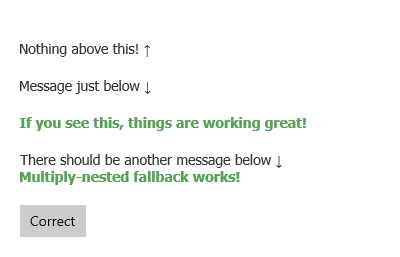 Nothing above this! ↑
Message just below ↓
If you see this, things are working great!
There should be another message below ↓
Multiply-nested fallback works!
Correct